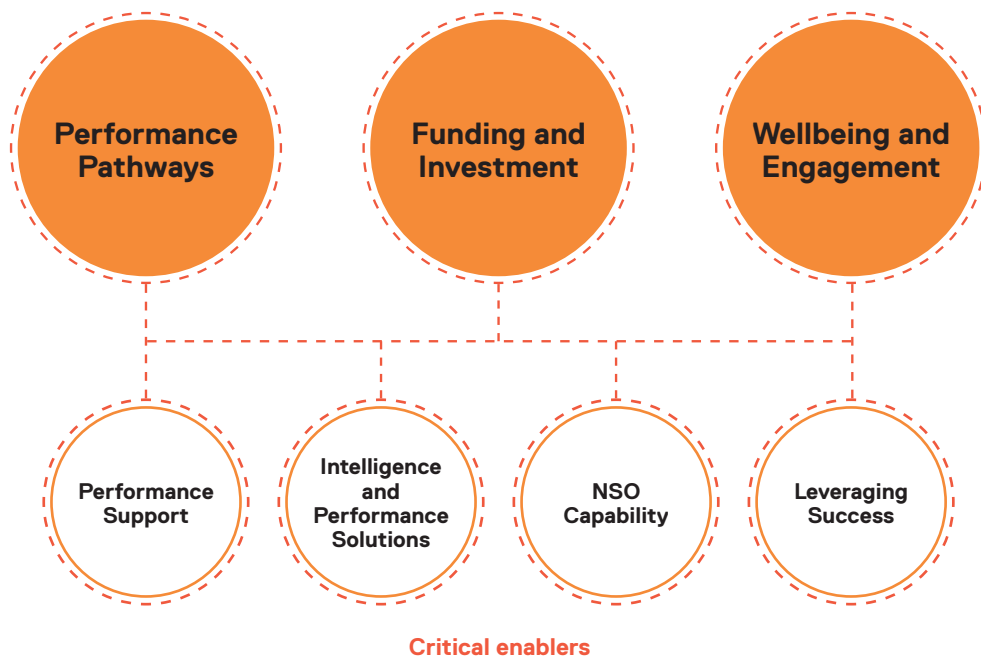 Performance
Pathways
Funding and
Investment
Wellbeing and
Engagement
Performance
Support
Intelligence
and
Performance
Solutions
NSO
Capability
Leveraging
Success
Critical enablers